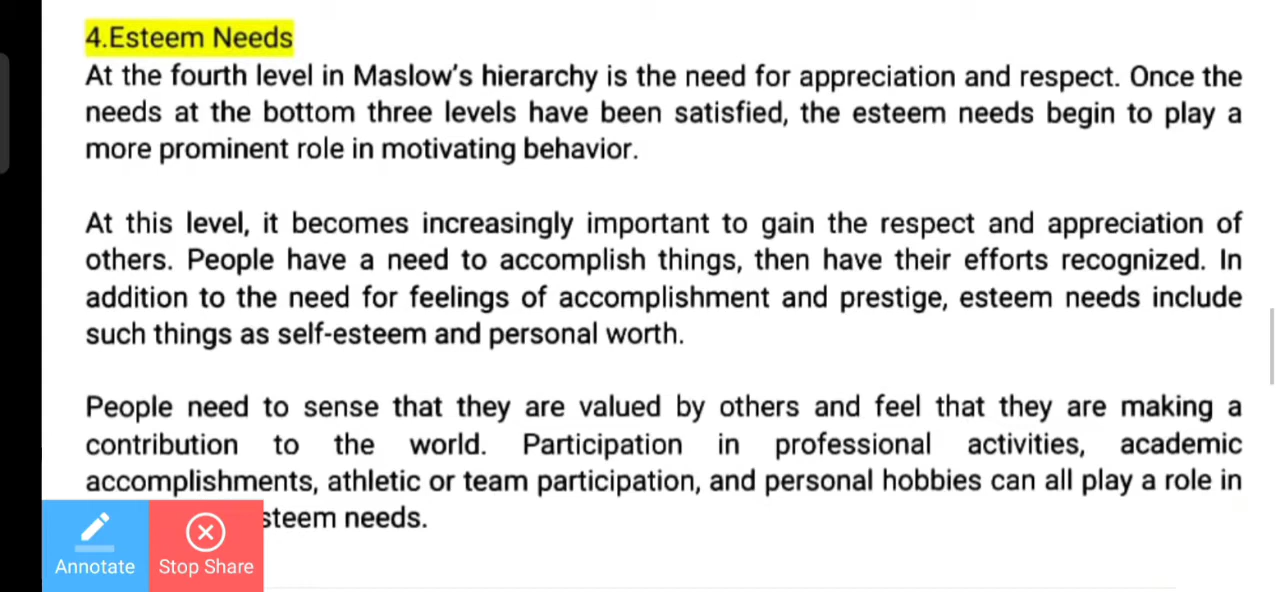 4.Esteem Needs
At the fourth level in Maslow's hierarchy is the need for appreciation and respect. Once the
needs at the bottom three levels have been satisfied, the esteem needs begin to play a
more prominent role in motivating behavior.
At this level, it becomes increasingly important to gain the respect and appreciation of
others. People have a need to accomplish things, then have their efforts recognized. In
addition to the need for feelings of accomplishment and prestige, esteem needs include
such things as self-esteem and personal worth.
People need to sense that they are valued by others and feel that they are making a
contribution to the world. Participation in professional activities, academic
accomplishments, athletic or team participation, and personal hobbies can all play a role in
steem needs.
Annotate
Stop Share